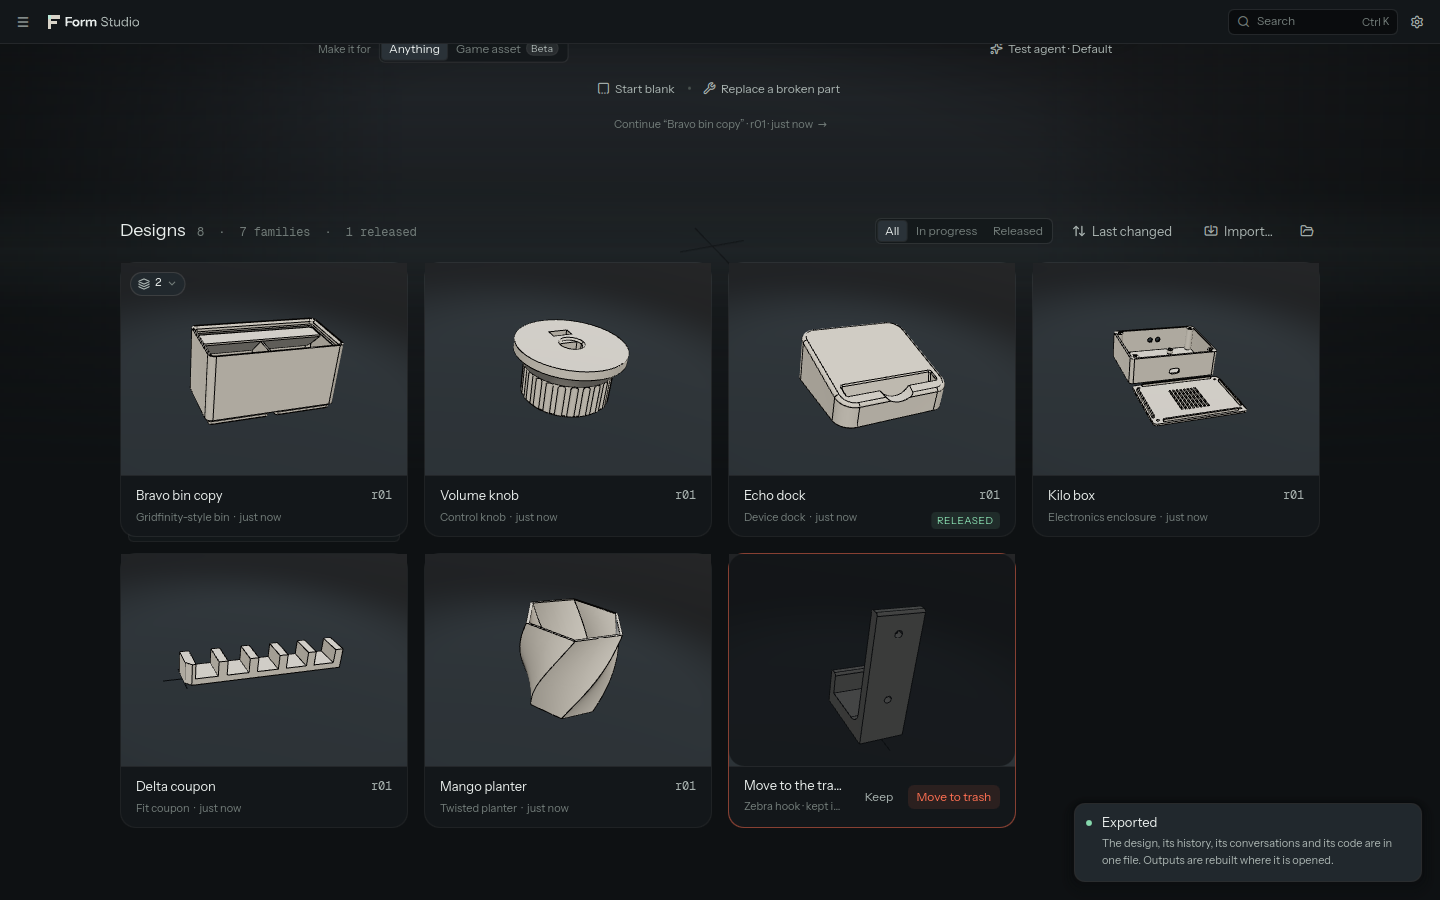 Form Studio
Search Ctrl K
Make it for Anything Game asset Beta
Test agent · Default
Start blank • Replace a broken part
Continue “Bravo bin copy” · r01 · just now →
Designs 8 · 7 families · 1 released
All In progress Released
Last changed
Import...
2
Bravo bin copy r01
Gridfinity-style bin · just now
Volume knob r01
Control knob · just now
Echo dock r01
Device dock · just now
RELEASED
Kilo box r01
Electronics enclosure · just now
Delta coupon r01
Fit coupon · just now
Mango planter r01
Twisted planter · just now
Move to the tra...
Zebra hook · kept i...
Keep Move to trash
Exported
The design, its history, its conversations and its code are in
one file. Outputs are rebuilt where it is opened.